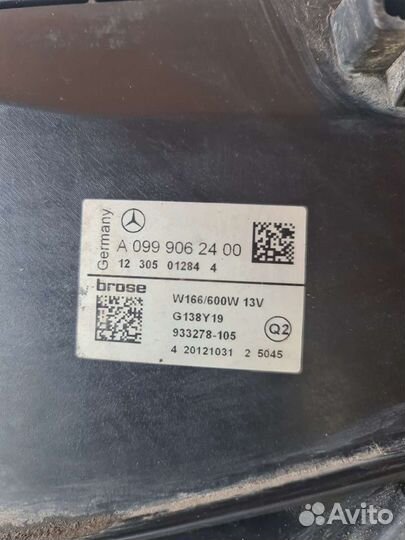 Germany
A 099 906 24 00
12 305 01284 4
brose
W166/600W 13V
G138Y19
933278-105
Q2
4 20121031 2 5045
Avito